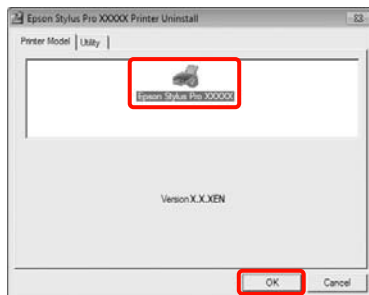 Epson Stylus Pro XXXXX Printer Uninstall
Printer Model Utility
Epson Stylus Pro XXXXX
Version X.X.XEN
OK Cancel